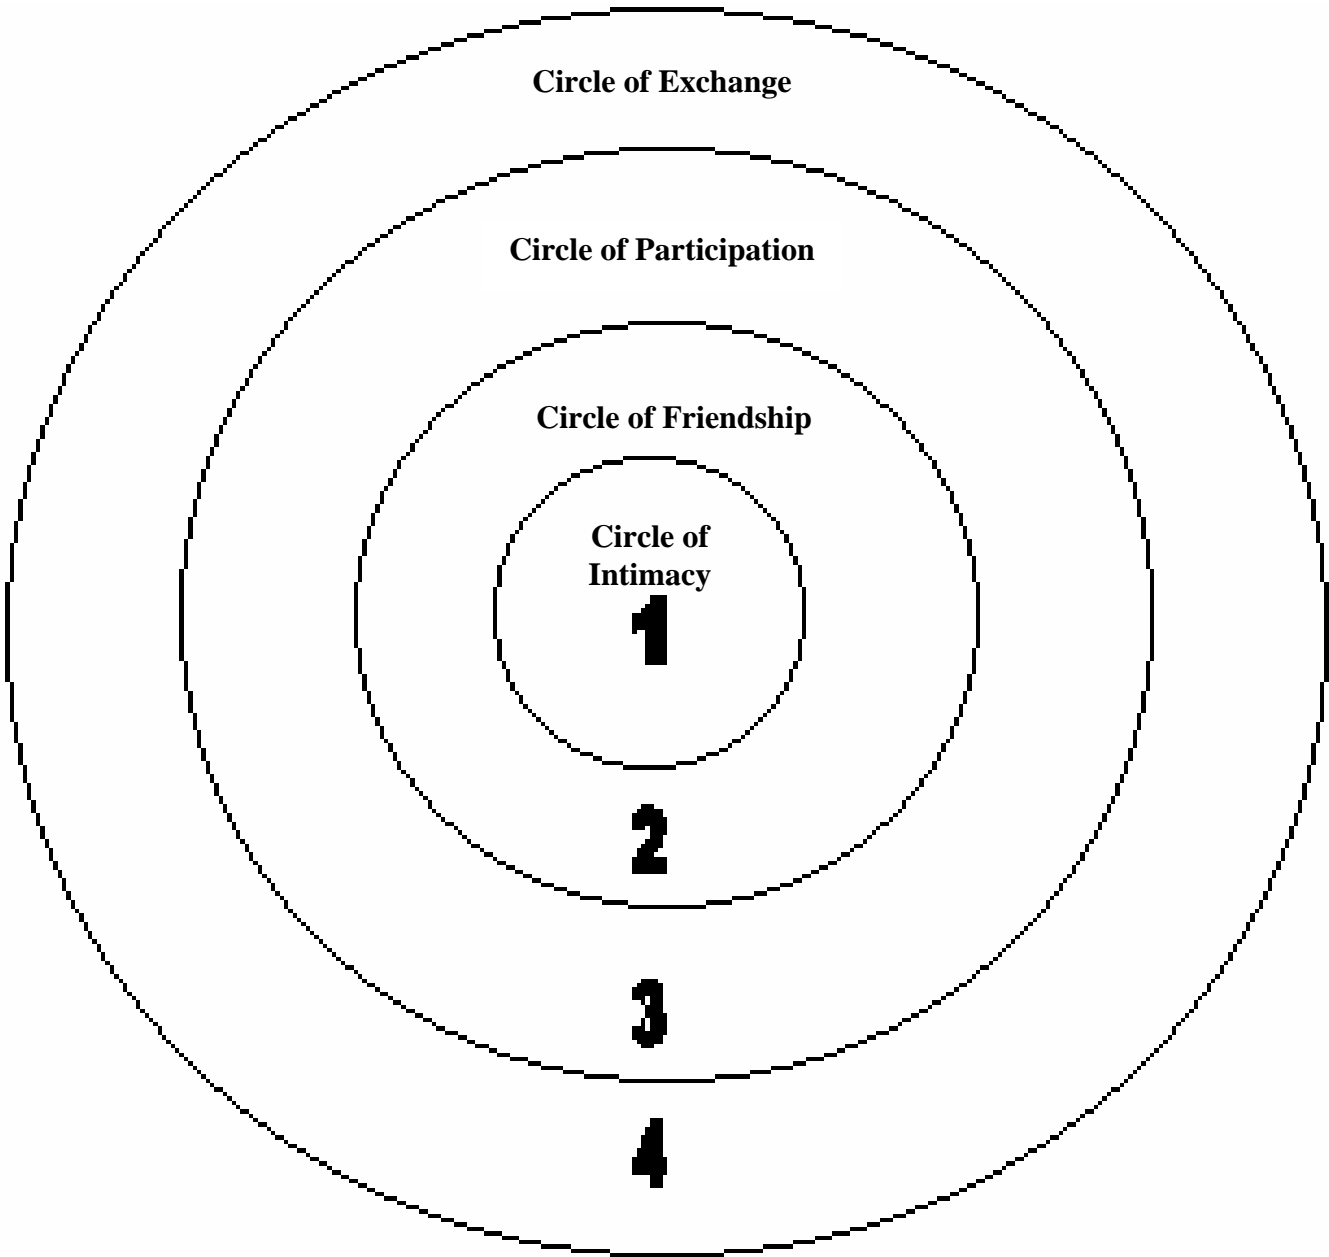 Circle of Exchange
Circle of Participation
Circle of Friendship
Circle of
Intimacy
1
2
3
4